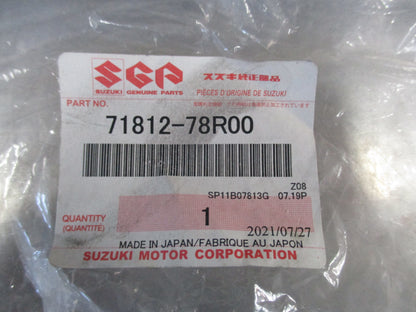 SGP
SUZUKI GENUINE PARTS
スズキ純正部品
PIÈCES D'ORIGINE DE SUZUKI
PART NO.
71812-78R00
Z08
SP11B07813G 07.19P
QUANTITY
(QUANTITÉ)
1
2021/07/27
MADE IN JAPAN/FABRIQUE AU JAPON
SUZUKI MOTOR CORPORATION